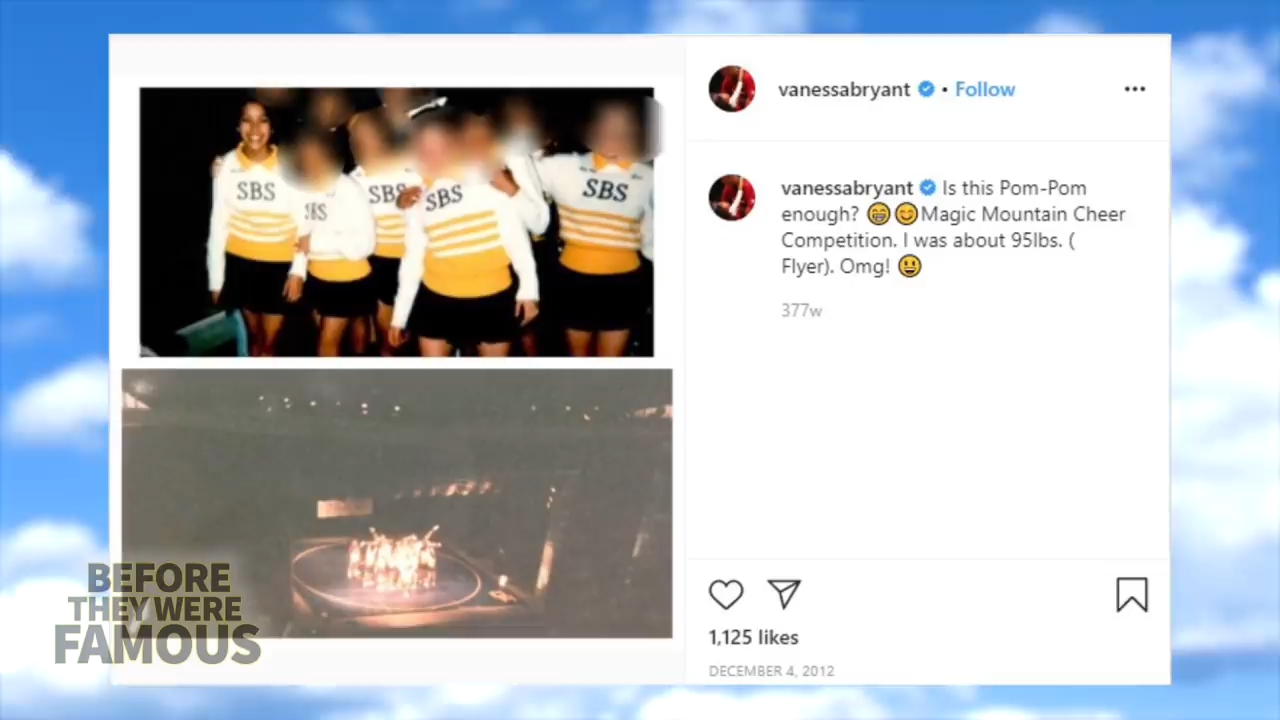 SBS SBS SBS SBS SBS
vanessabryant • Follow
vanessabryant Is this Pom-Pom
enough? 😁😊Magic Mountain Cheer
Competition. I was about 95lbs. (
Flyer). Omg! 😃
377w
1,125 likes
DECEMBER 4, 2012
BEFORE
THEY WERE
FAMOUS